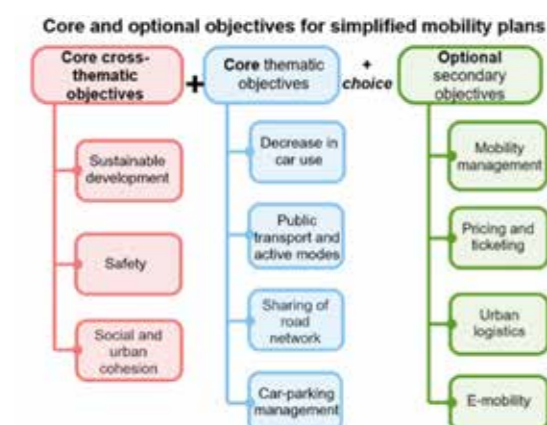 Core and optional objectives for simplified mobility plans
Core cross-
thematic
objectives
+
Core thematic
objectives
+
choice
Optional
secondary
objectives
Sustainable
development
Safety
Social and
urban
cohesion
Decrease in
car use
Public
transport and
active modes
Sharing of
road
network
Car-parking
management
Mobility
management
Pricing and
ticketing
Urban
logistics
E-mobility